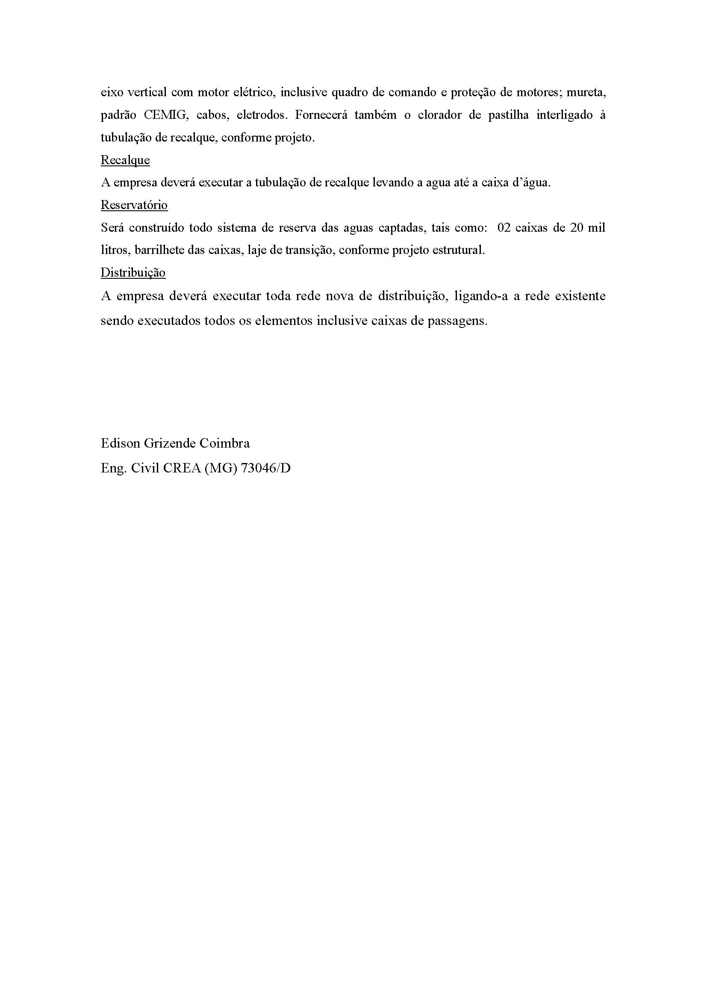 eixo vertical com motor elétrico, inclusive quadro de comando e proteção de motores; mureta,
padrão CEMIG, cabos, eletrodos. Fornecerá também o clorador de pastilha interligado à
tubulação de recalque, conforme projeto.
Recalque
A empresa deverá executar a tubulação de recalque levando a agua até a caixa d’água.
Reservatório
Será construído todo sistema de reserva das aguas captadas, tais como:  02 caixas de 20 mil
litros, barrilhete das caixas, laje de transição, conforme projeto estrutural.
Distribuição
A empresa deverá executar toda rede nova de distribuição, ligando-a a rede existente
sendo executados todos os elementos inclusive caixas de passagens.
Edison Grizende Coimbra
Eng. Civil CREA (MG) 73046/D